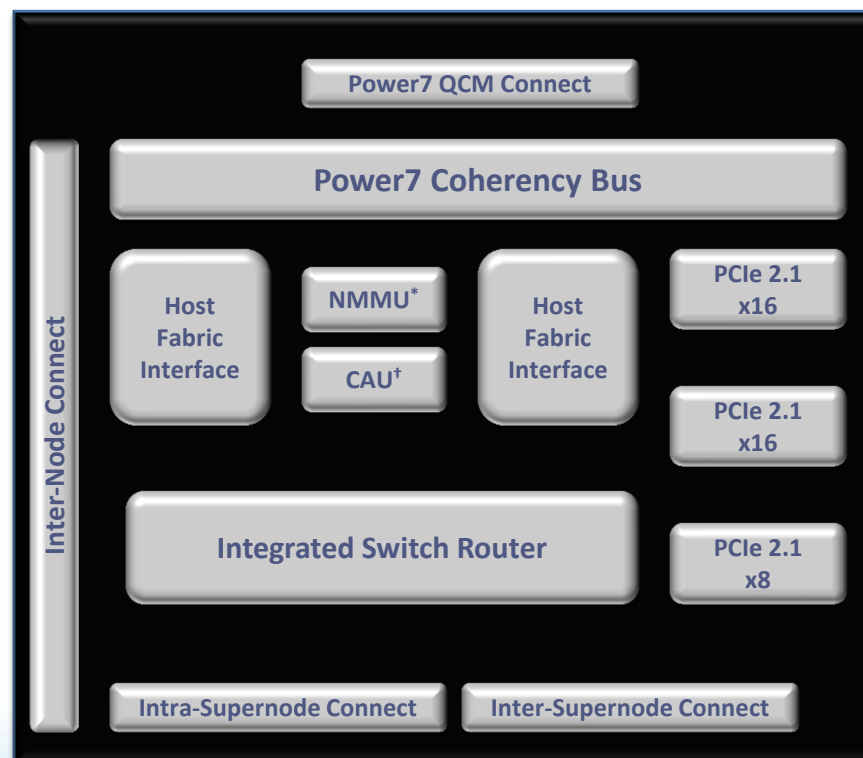 Power7 QCM Connect
Power7 Coherency Bus
Inter-Node Connect
Host
Fabric
Interface
NMMU*
CAU†
Host
Fabric
Interface
PCIe 2.1
x16
PCIe 2.1
x16
Integrated Switch Router
PCIe 2.1
x8
Intra-Supernode Connect
Inter-Supernode Connect